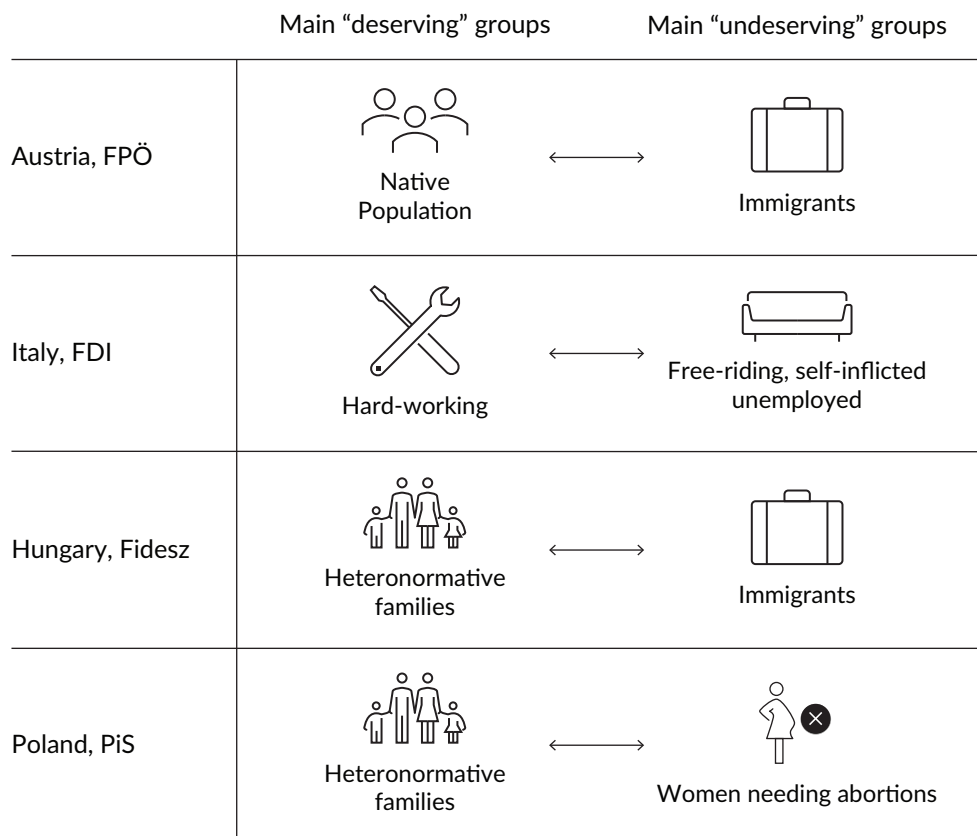 Main “deserving” groups
Main “undeserving” groups
Austria, FPÖ
Native
Population
Immigrants
Italy, FDI
Hard-working
Free-riding, self-inflicted
unemployed
Hungary, Fidesz
Heteronormative
families
Immigrants
Poland, PiS
Heteronormative
families
Women needing abortions